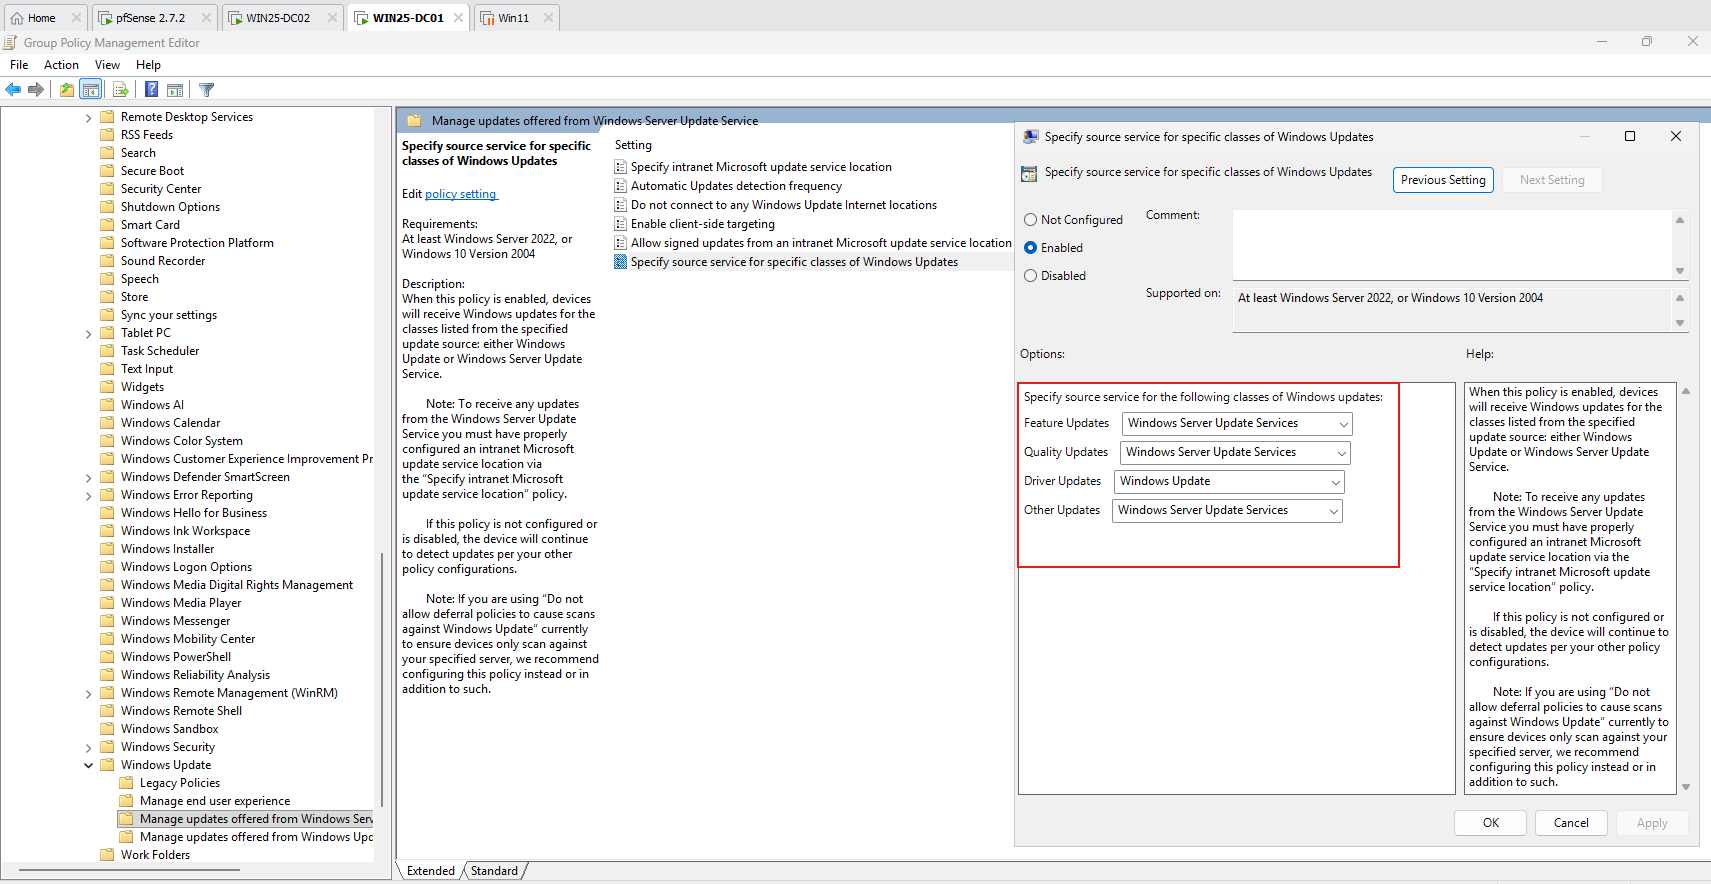 Home
pfSense 2.7.2
WIN25-DC02
WIN25-DC01
Win11
Group Policy Management Editor
File Action View Help
Remote Desktop Services
RSS Feeds
Search
Secure Boot
Security Center
Shutdown Options
Smart Card
Software Protection Platform
Sound Recorder
Speech
Store
Sync your settings
Tablet PC
Task Scheduler
Text Input
Widgets
Windows AI
Windows Calendar
Windows Color System
Windows Customer Experience Improvement Pr
Windows Defender SmartScreen
Windows Error Reporting
Windows Hello for Business
Windows Ink Workspace
Windows Installer
Windows Logon Options
Windows Media Digital Rights Management
Windows Media Player
Windows Messenger
Windows Mobility Center
Windows PowerShell
Windows Reliability Analysis
Windows Remote Management (WinRM)
Windows Remote Shell
Windows Sandbox
Windows Security
Windows Update
Legacy Policies
Manage end user experience
Manage updates offered from Windows Serv
Manage updates offered from Windows Upd
Work Folders
Manage updates offered from Windows Server Update Service
Specify source service for specific
classes of Windows Updates
Edit policy setting
Requirements:
At least Windows Server 2022, or
Windows 10 Version 2004
Description:
When this policy is enabled, devices
will receive Windows updates for the
classes listed from the specified
update source: either Windows
Update or Windows Server Update
Service.
Note: To receive any updates
from the Windows Server Update
Service you must have properly
configured an intranet Microsoft
update service location via
the “Specify intranet Microsoft
update service location” policy.
If this policy is not configured or
is disabled, the device will continue
to detect updates per your other
policy configurations.
Note: If you are using “Do not
allow deferral policies to cause scans
against Windows Update” currently
to ensure devices only scan against
your specified server, we recommend
configuring this policy instead or in
addition to such.
Setting
Specify intranet Microsoft update service location
Automatic Updates detection frequency
Do not connect to any Windows Update Internet locations
Enable client-side targeting
Allow signed updates from an intranet Microsoft update service location
Specify source service for specific classes of Windows Updates
Extended Standard
Specify source service for specific classes of Windows Updates
Specify source service for specific classes of Windows Updates
Previous Setting
Next Setting
Not Configured
Enabled
Disabled
Comment:
Supported on:
At least Windows Server 2022, or Windows 10 Version 2004
Options:
Help:
Specify source service for the following classes of Windows updates:
Feature Updates Windows Server Update Services
Quality Updates Windows Server Update Services
Driver Updates Windows Update
Other Updates Windows Server Update Services
When this policy is enabled, devices
will receive Windows updates for the
classes listed from the specified
update source: either Windows
Update or Windows Server Update
Service.
Note: To receive any updates
from the Windows Server Update
Service you must have properly
configured an intranet Microsoft
update service location via the
“Specify intranet Microsoft update
service location” policy.
If this policy is not configured or
is disabled, the device will continue to
detect updates per your other policy
configurations.
Note: If you are using “Do not
allow deferral policies to cause scans
against Windows Update” currently to
ensure devices only scan against your
specified server, we recommend
configuring this policy instead or in
addition to such.
OK
Cancel
Apply